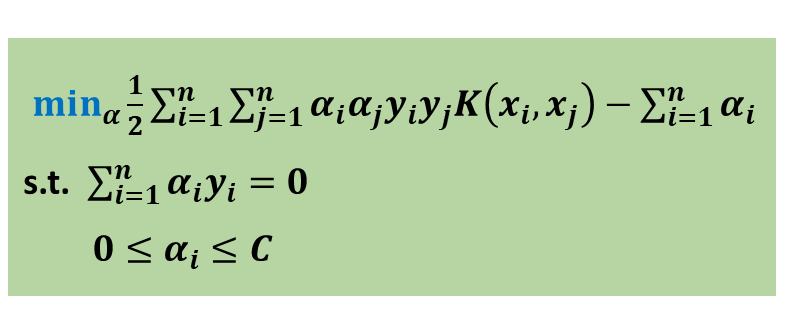 min_α 1/2 ∑_{i=1}^{n} ∑_{j=1}^{n} α_i α_j y_i y_j K(x_i, x_j) − ∑_{i=1}^{n} α_i
s.t. ∑_{i=1}^{n} α_i y_i = 0
0 ≤ α_i ≤ C